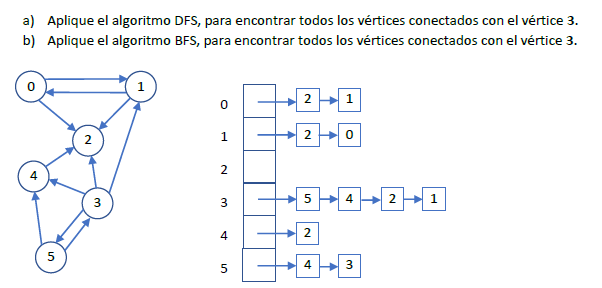 a) Aplique el algoritmo DFS, para encontrar todos los vértices conectados con el vértice 3.
b) Aplique el algoritmo BFS, para encontrar todos los vértices conectados con el vértice 3.
0
1
2
4
3
5
0 2 1
1 2 0
2
3 5 4 2 1
4 2
5 4 3